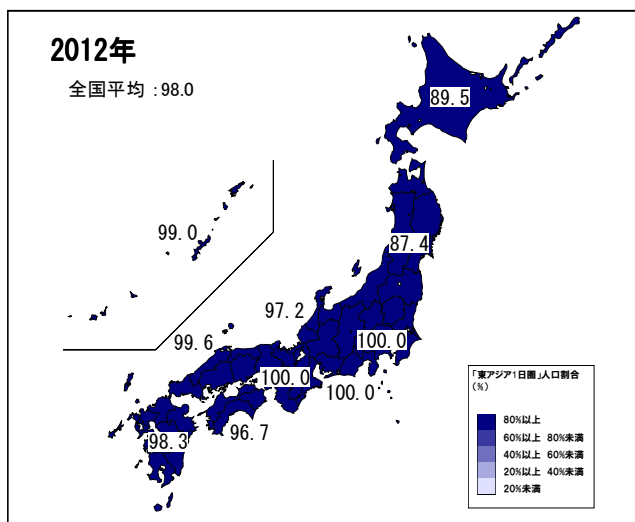 2012年
全国平均 :98.0
89.5
99.0
87.4
97.2
99.6
100.0
100.0
100.0
98.3
96.7
「東アジア1日圏」人口割合
(%)
80%以上
60%以上 80%未満
40%以上 60%未満
20%以上 40%未満
20%未満